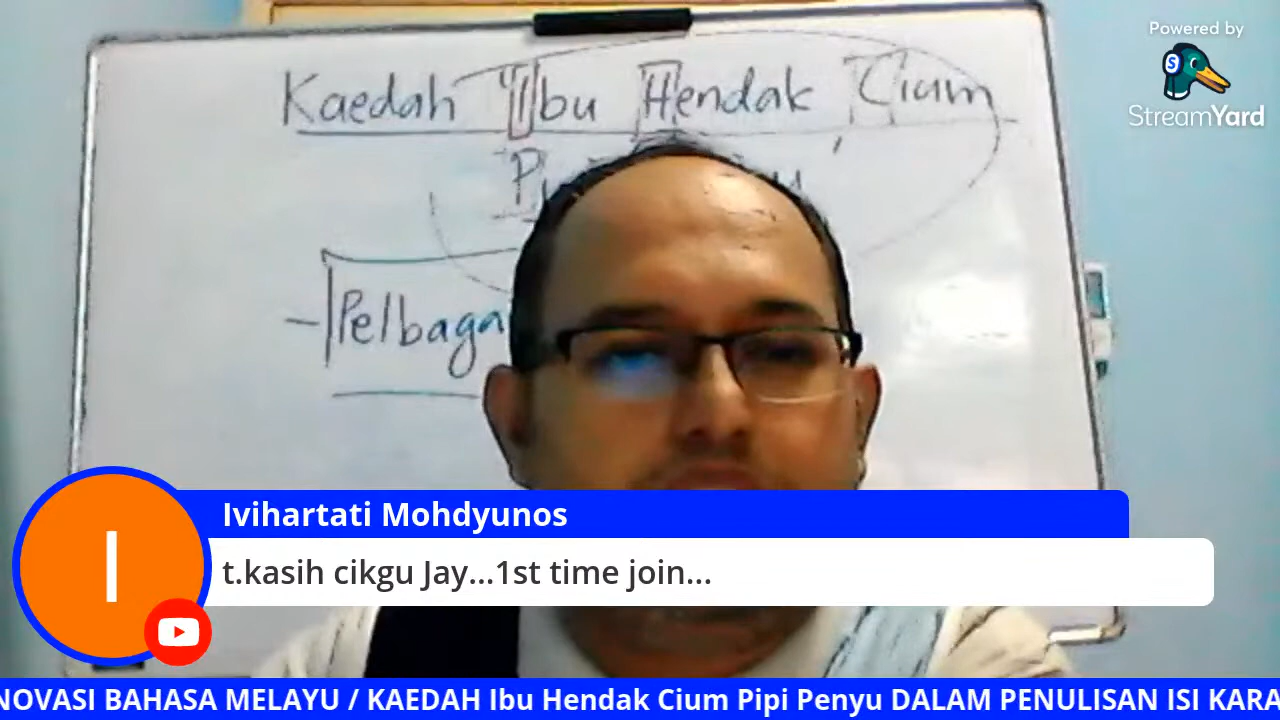 Kaedah Ibu Hendak Cium
Pelbaga
Powered by
StreamYard
I
Ivihartati Mohdyunos
t.kasih cikgu Jay...1st time join...
NOVASI BAHASA MELAYU / KAEDAH Ibu Hendak Cium Pipi Penyu DALAM PENULISAN ISI KARA